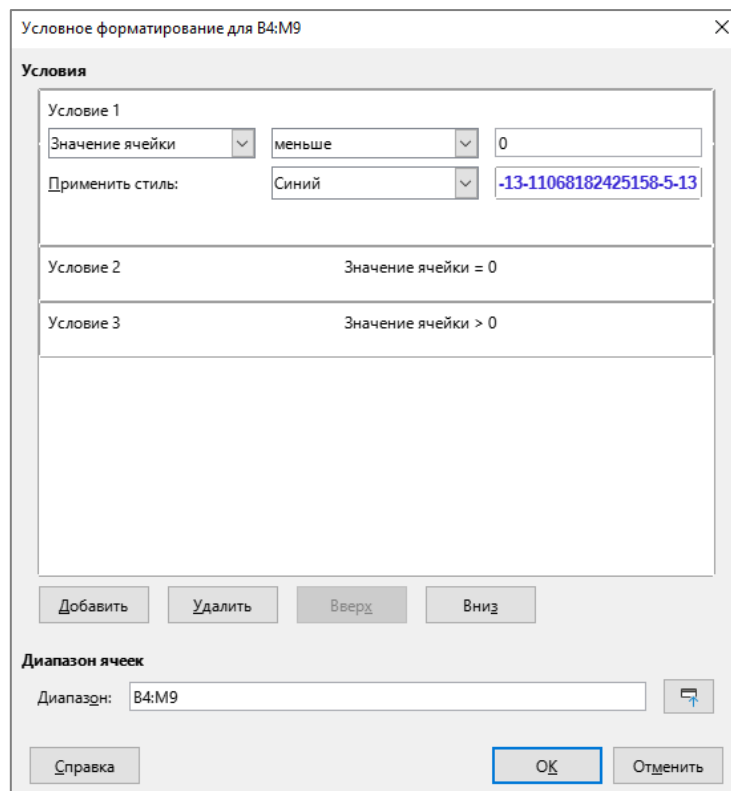 Условное форматирование для B4:M9
Условия
Условие 1
Значение ячейки меньше 0
Применить стиль: Синий -13-11068182425158-5-13
Условие 2 Значение ячейки = 0
Условие 3 Значение ячейки > 0
Добавить Удалить Вверх Вниз
Диапазон ячеек
Диапазон: B4:M9
Справка ОК Отменить